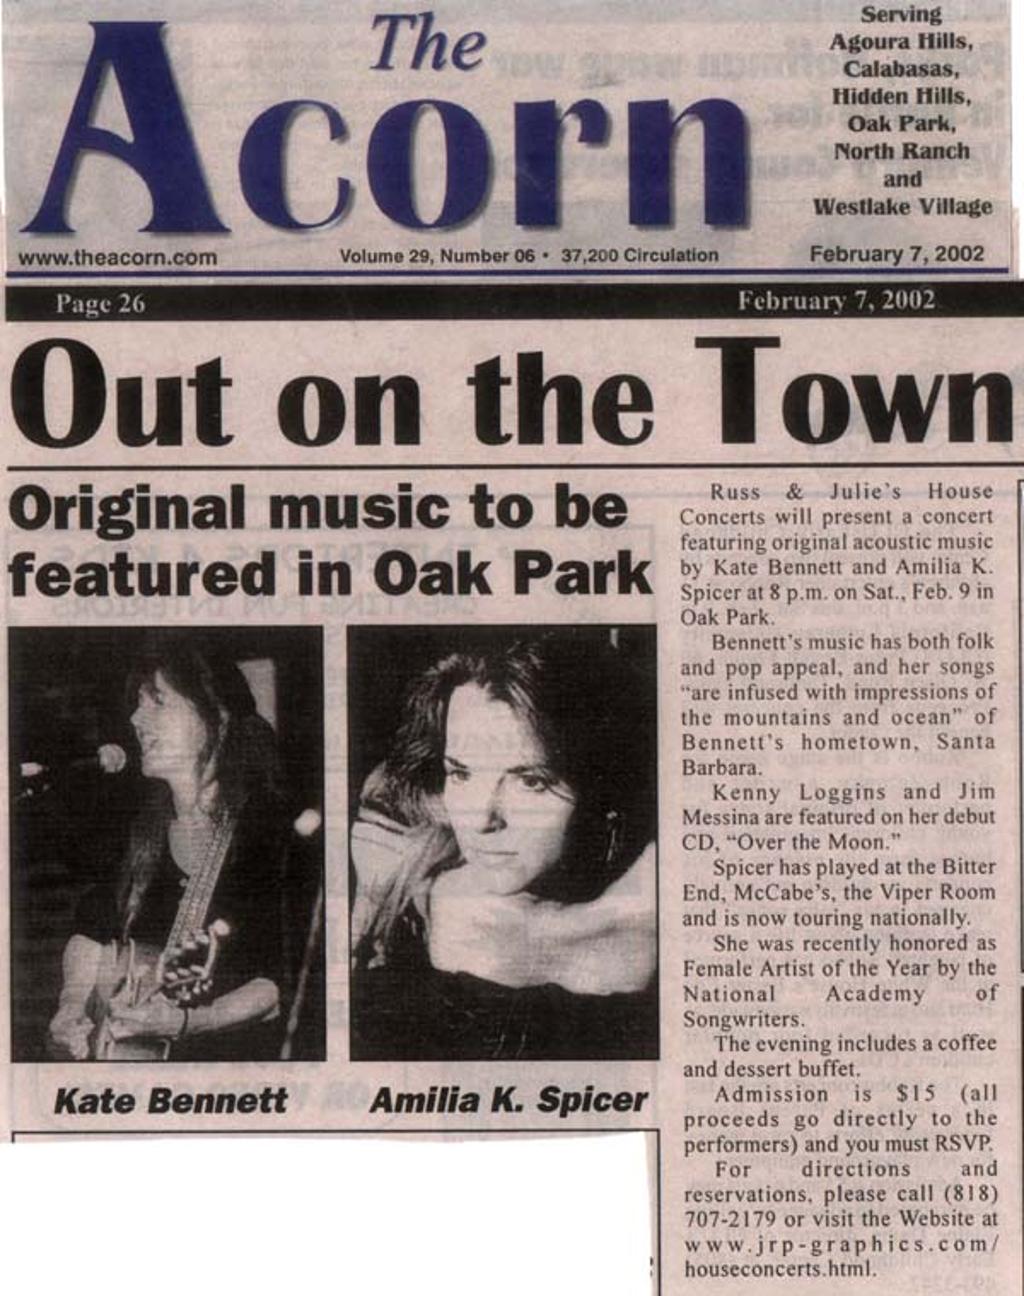 The
Acorn
Serving
Agoura Hills,
Calabasas,
Hidden Hills,
Oak Park,
North Ranch
and
Westlake Village
www.theacorn.com
Volume 29, Number 06 • 37,200 Circulation
February 7, 2002
Page 26
February 7, 2002
Out on the Town
Original music to be
featured in Oak Park
Kate Bennett
Amilia K. Spicer
Russ & Julie's House
Concerts will present a concert
featuring original acoustic music
by Kate Bennett and Amilia K.
Spicer at 8 p.m. on Sat., Feb. 9 in
Oak Park.
Bennett's music has both folk
and pop appeal, and her songs
"are infused with impressions of
the mountains and ocean" of
Bennett's hometown, Santa
Barbara.
Kenny Loggins and Jim
Messina are featured on her debut
CD, "Over the Moon."
Spicer has played at the Bitter
End, McCabe's, the Viper Room
and is now touring nationally.
She was recently honored as
Female Artist of the Year by the
National Academy of
Songwriters.
The evening includes a coffee
and dessert buffet.
Admission is $15 (all
proceeds go directly to the
performers) and you must RSVP.
For directions and
reservations, please call (818)
707-2179 or visit the Website at
www.jrp-graphics.com/
houseconcerts.html.